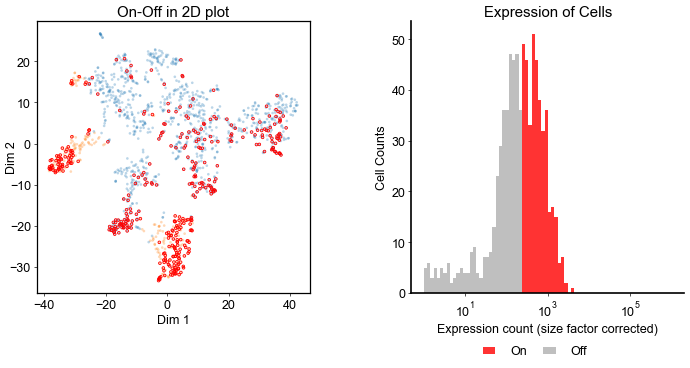 On-Off in 2D plot
Dim 2
20
10
0
−10
−20
−30
−40
−20
0
20
40
Dim 1
Expression of Cells
Cell Counts
50
40
30
20
10
0
10^1
10^3
10^5
Expression count (size factor corrected)
On
Off